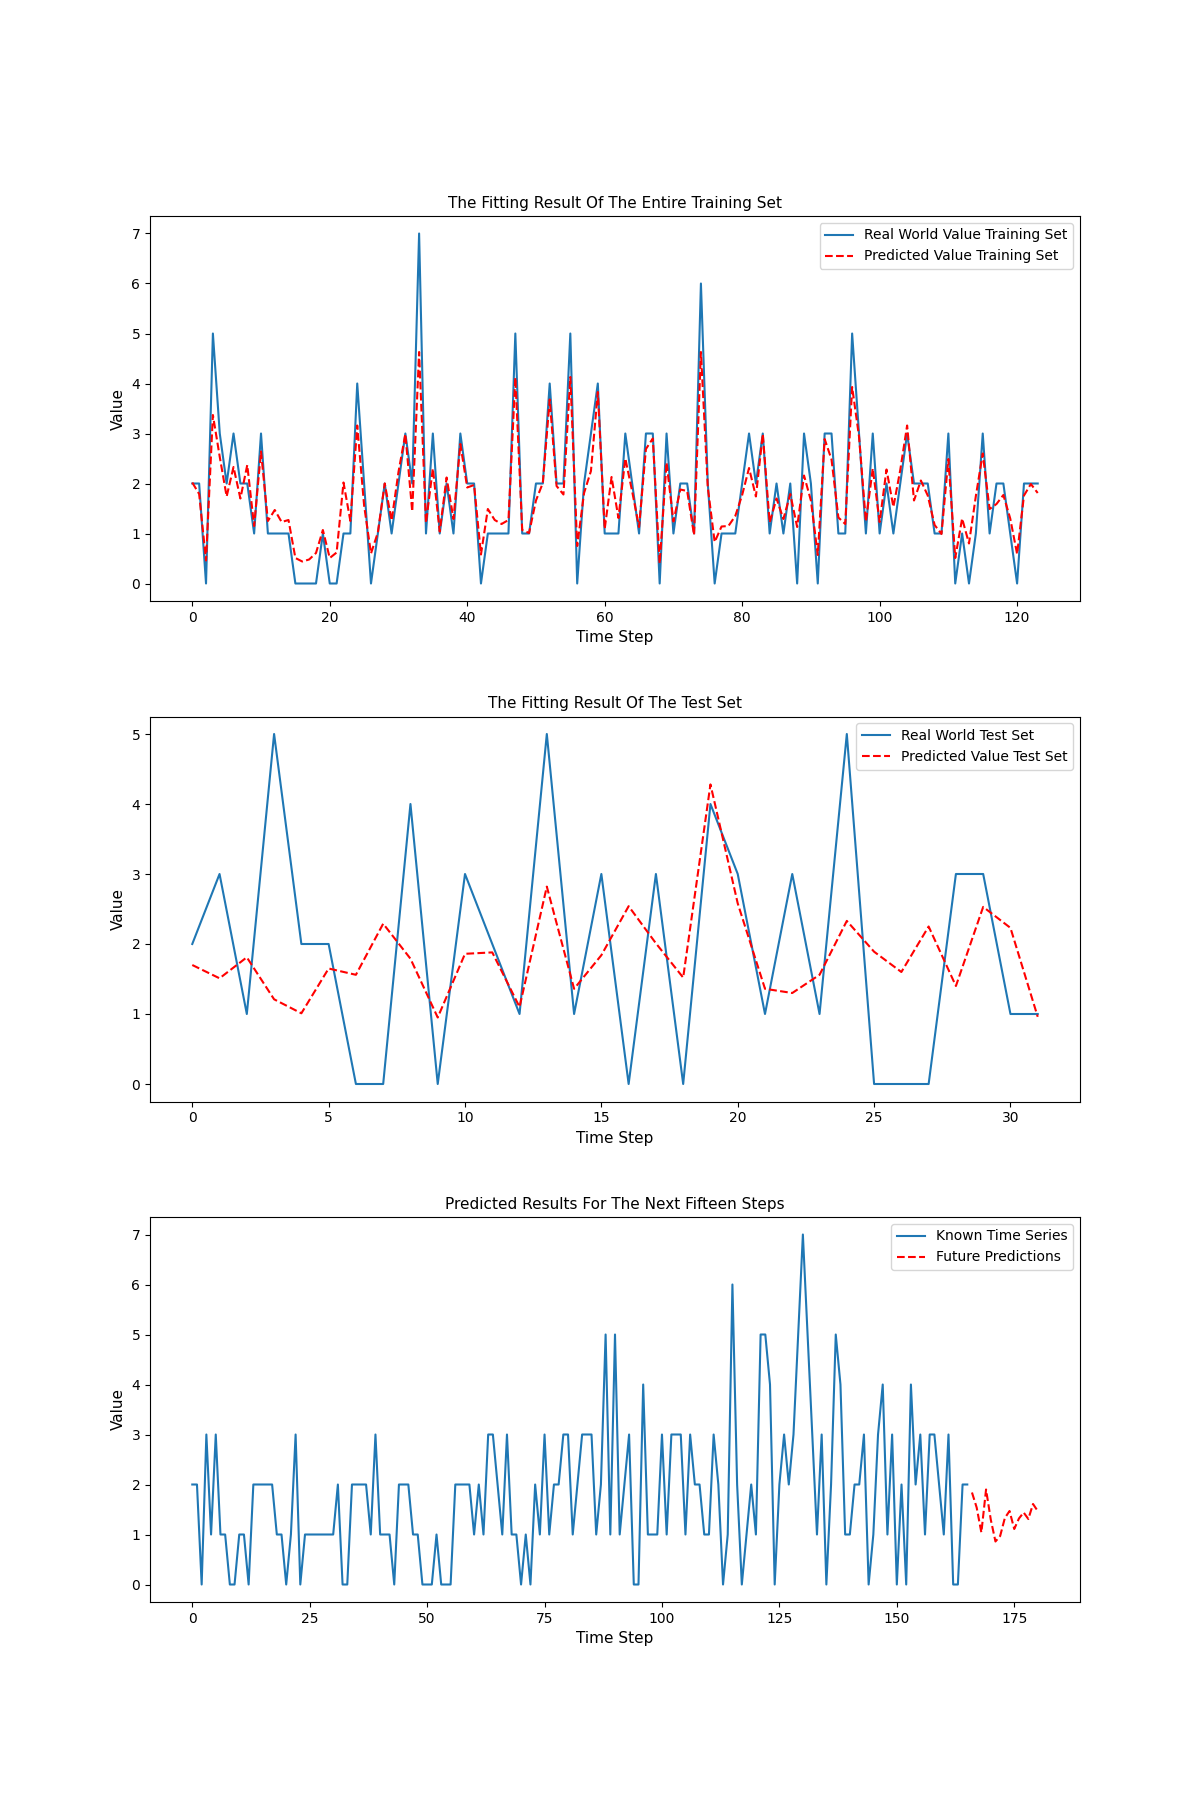 The Fitting Result Of The Entire Training Set
Real World Value Training Set
Predicted Value Training Set
Value
7
6
5
4
3
2
1
0
0 20 40 60 80 100 120
Time Step
The Fitting Result Of The Test Set
Real World Test Set
Predicted Value Test Set
Value
5
4
3
2
1
0
0 5 10 15 20 25 30
Time Step
Predicted Results For The Next Fifteen Steps
Known Time Series
Future Predictions
Value
7
6
5
4
3
2
1
0
0 25 50 75 100 125 150 175
Time Step